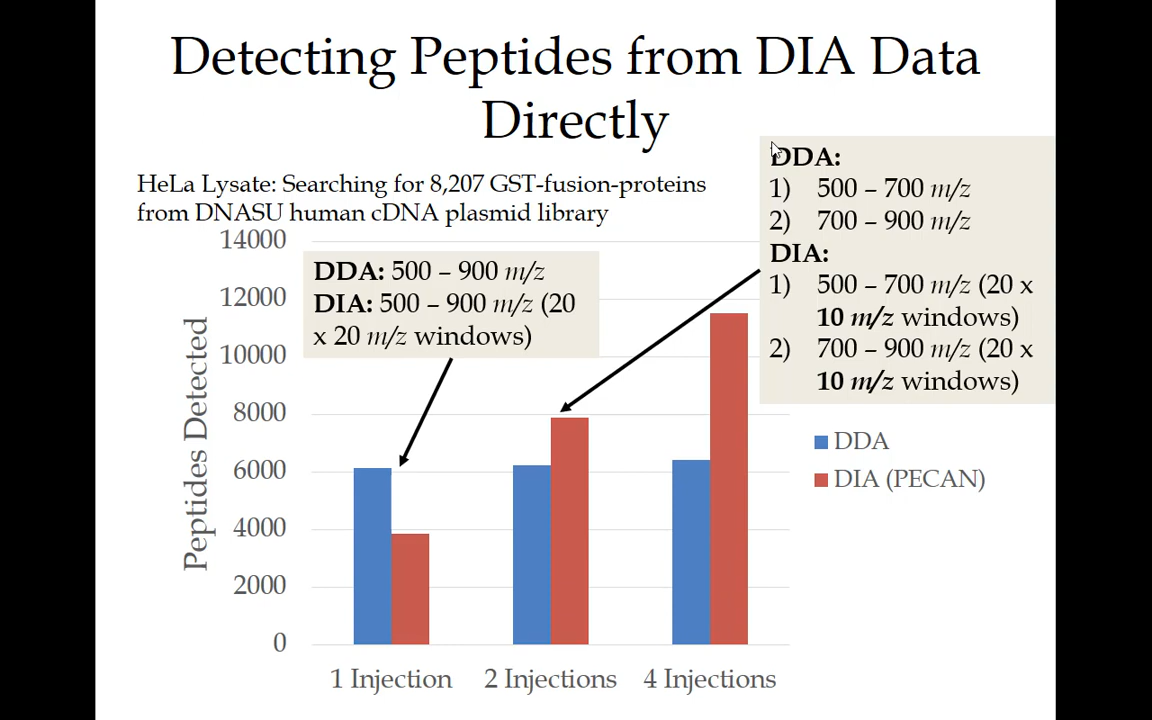 Detecting Peptides from DIA Data
Directly
HeLa Lysate: Searching for 8,207 GST-fusion-proteins
from DNASU human cDNA plasmid library
DDA:
1) 500 – 700 m/z
2) 700 – 900 m/z
DIA:
1) 500 – 700 m/z (20 x
10 m/z windows)
2) 700 – 900 m/z (20 x
10 m/z windows)
DDA: 500 – 900 m/z
DIA: 500 – 900 m/z (20
x 20 m/z windows)
Peptides Detected
14000
12000
10000
8000
6000
4000
2000
0
1 Injection
2 Injections
4 Injections
DDA
DIA (PECAN)